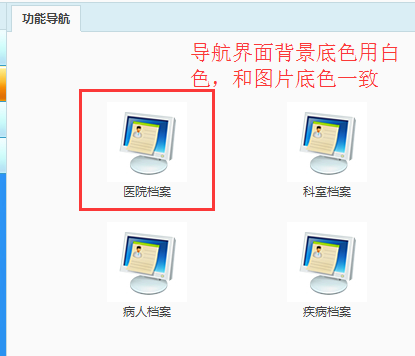 功能导航
导航界面背景底色用白
色，和图片底色一致
医院档案
科室档案
病人档案
疾病档案